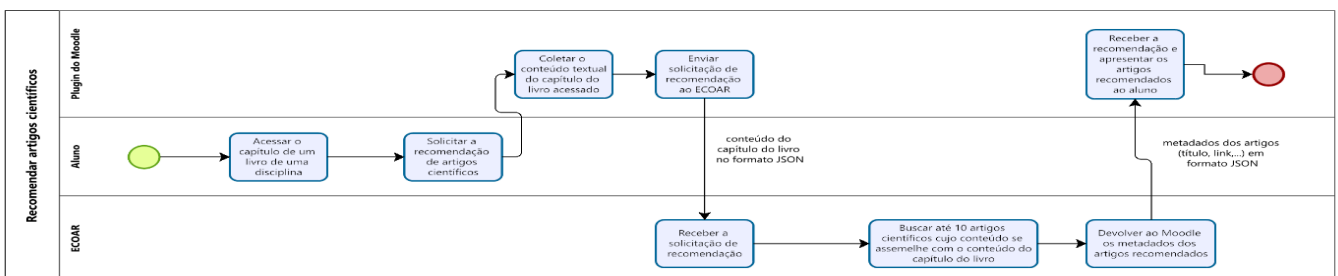 Recomendar artigos científicos
Plugin do Moodle
Coletar o
conteúdo textual
do capítulo do
livro acessado
Enviar
solicitação de
recomendação
ao ECOAR
Receber a
recomendação e
apresentar os
artigos
recomendados
ao aluno
Aluno
Acessar o
capítulo de um
livro de uma
disciplina
Solicitar a
recomendação
de artigos
científicos
conteúdo do
capítulo do livro
no formato JSON
metadados dos artigos
(título, link,...) em
formato JSON
ECOAR
Receber a
solicitação de
recomendação
Buscar até 10 artigos
científicos cujo conteúdo se
assemelhe com o conteúdo do
capítulo do livro
Devolver ao Moodle
os metadados dos
artigos recomendados